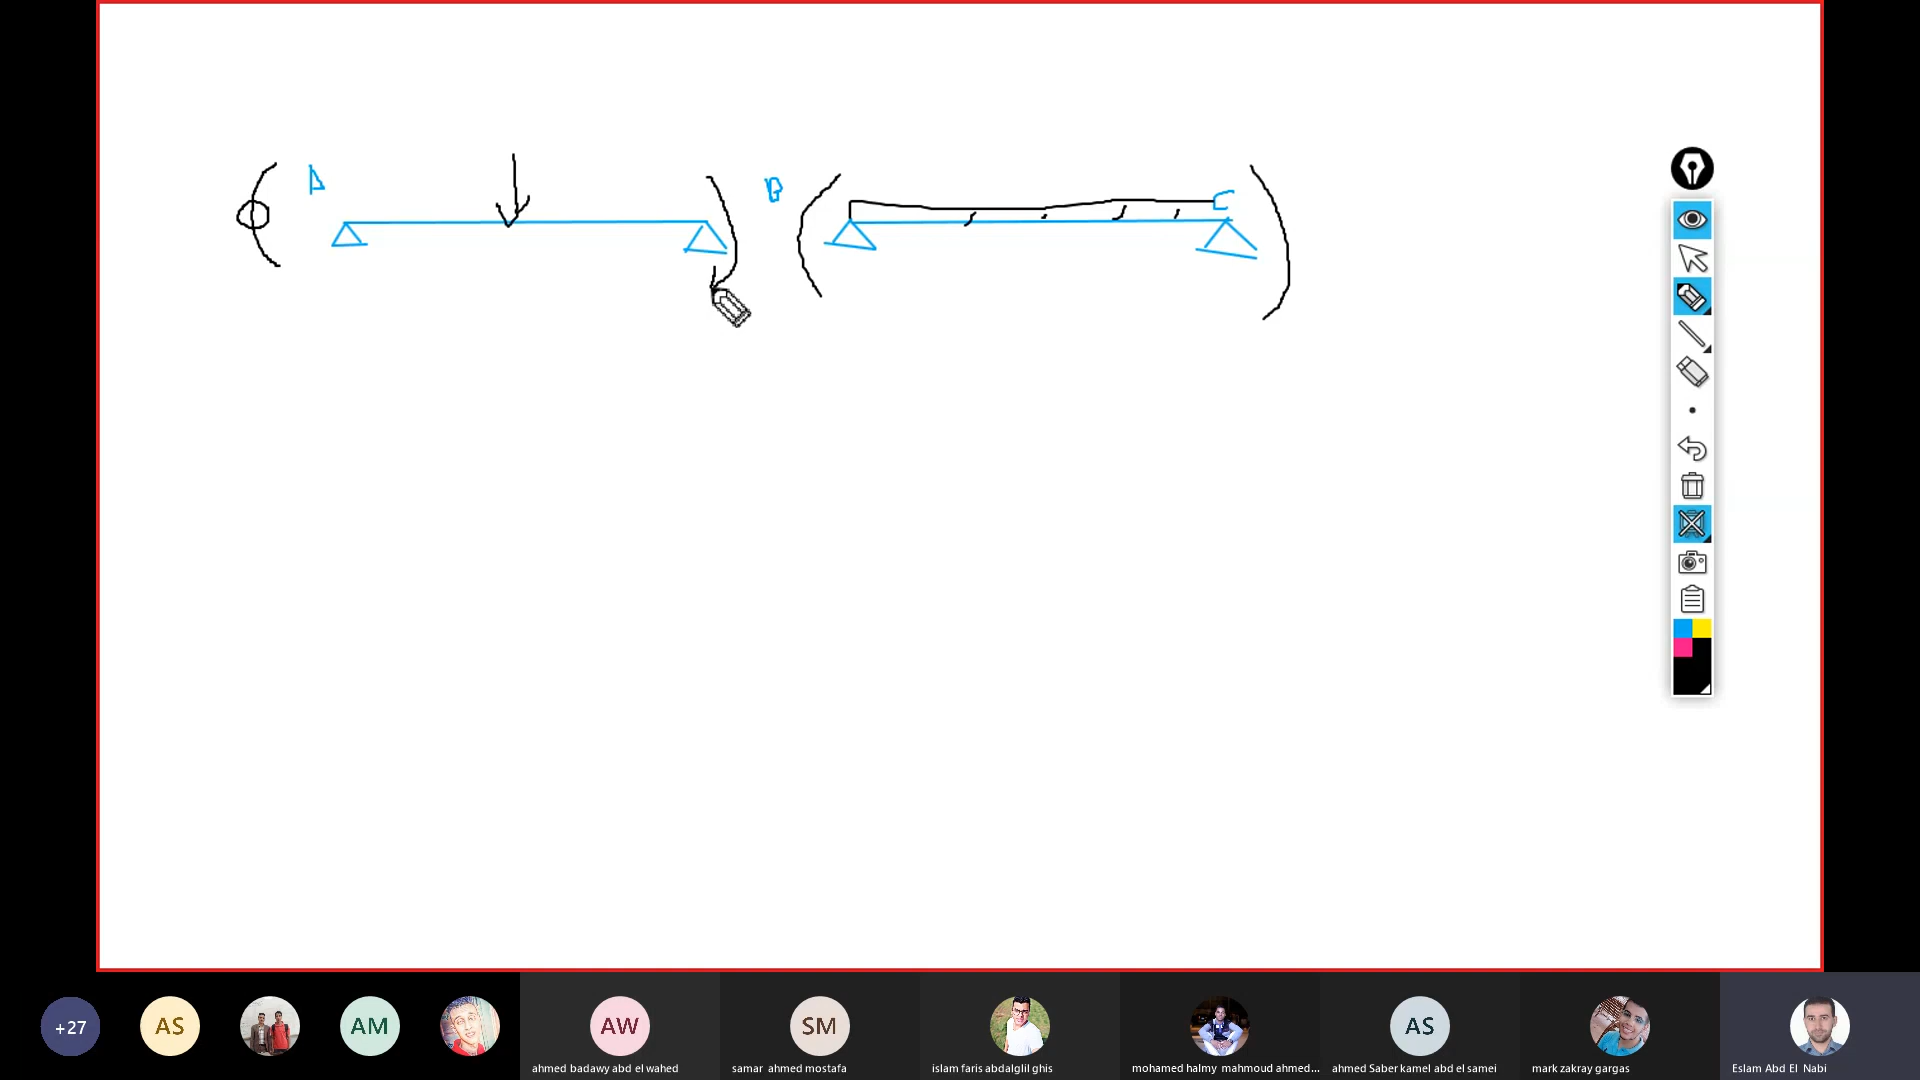 A
B
C
+27
AS
AM
AW
SM
AS
ahmed badawy abd el wahed
samar ahmed mostafa
islam faris abdalglil ghis
mohamed halmy mahmoud ahmed...
ahmed Saber kamel abd el samei
mark zakray gargas
Eslam Abd El Nabi